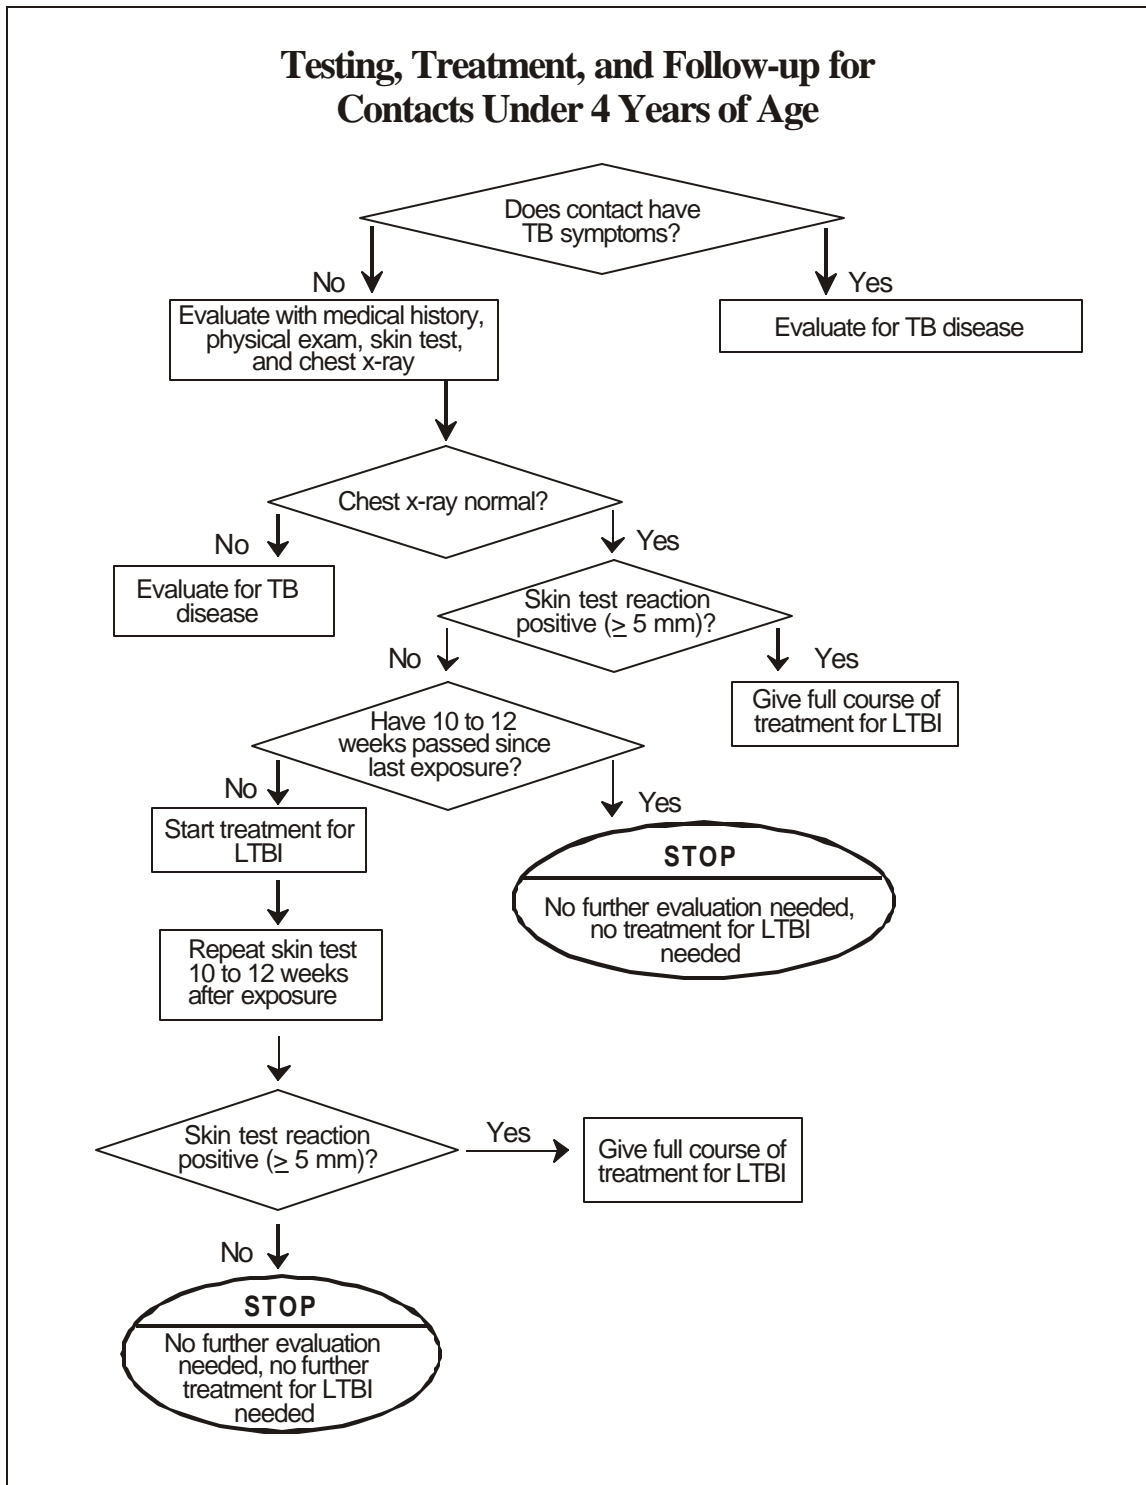 Testing, Treatment, and Follow-up for
Contacts Under 4 Years of Age
Does contact have
TB symptoms?
No
Yes
Evaluate with medical history,
physical exam, skin test,
and chest x-ray
Evaluate for TB disease
Chest x-ray normal?
No
Yes
Evaluate for TB
disease
Skin test reaction
positive (≥ 5 mm)?
No
Yes
Give full course of
treatment for LTBI
Have 10 to 12
weeks passed since
last exposure?
No
Yes
Start treatment for
LTBI
STOP
No further evaluation needed,
no treatment for LTBI
needed
Repeat skin test
10 to 12 weeks
after exposure
Skin test reaction
positive (≥ 5 mm)?
Yes
Give full course of
treatment for LTBI
No
STOP
No further evaluation
needed, no further
treatment for LTBI
needed